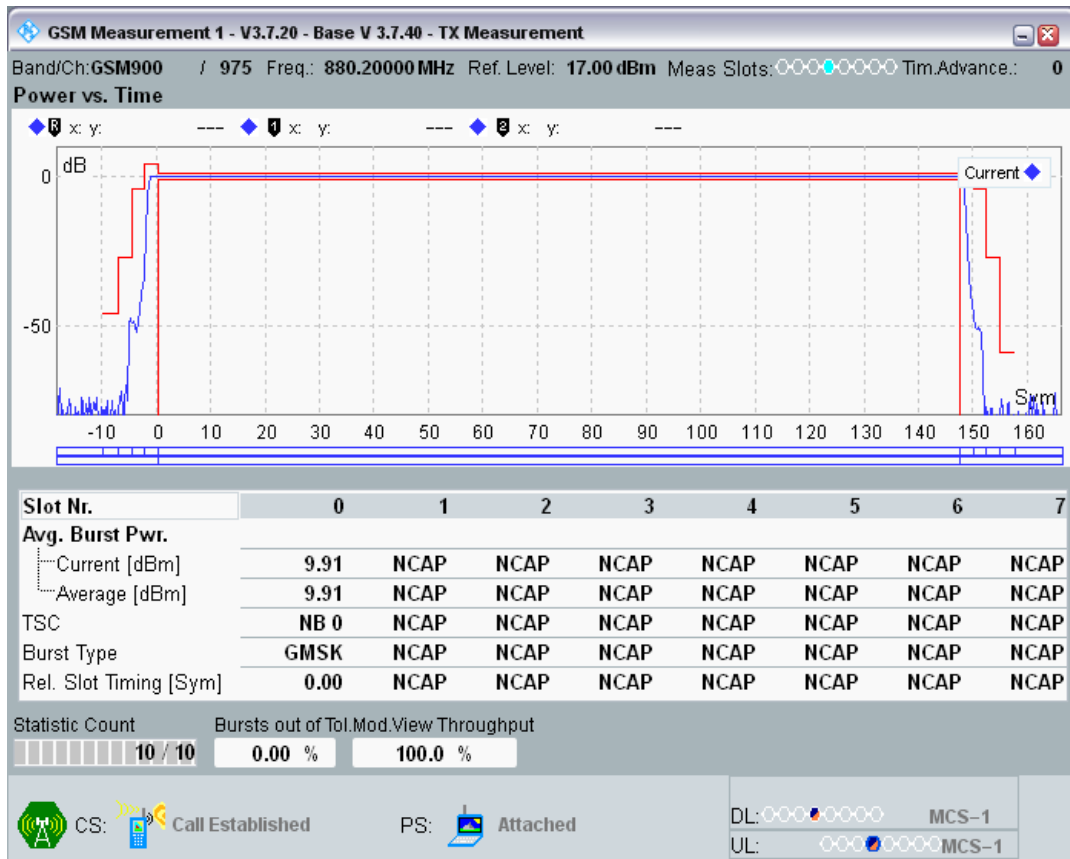 GSM Measurement 1 - V3.7.20 - Base V 3.7.40 - TX Measurement
Band/Ch:GSM900 / 975 Freq.: 880.20000 MHz Ref. Level: 17.00 dBm Meas Slots: Tim.Advance.: 0
Power vs. Time
R x: y: --- 1 x: y: --- 2 x: y: ---
dB
0
Current
-50
Sym
-10 0 10 20 30 40 50 60 70 80 90 100 110 120 130 140 150 160
Slot Nr. 0 1 2 3 4 5 6 7
Avg. Burst Pwr.
Current [dBm] 9.91 NCAP NCAP NCAP NCAP NCAP NCAP NCAP
Average [dBm] 9.91 NCAP NCAP NCAP NCAP NCAP NCAP NCAP
TSC NB 0 NCAP NCAP NCAP NCAP NCAP NCAP NCAP
Burst Type GMSK NCAP NCAP NCAP NCAP NCAP NCAP NCAP
Rel. Slot Timing [Sym] 0.00 NCAP NCAP NCAP NCAP NCAP NCAP NCAP
Statistic Count Bursts out of Tol. Mod.View Throughput
10 / 10 0.00 % 100.0 %
CS: Call Established PS: Attached
DL: MCS-1
UL: MCS-1